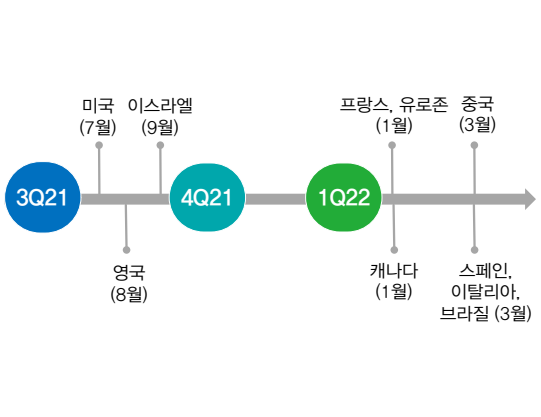 미국
(7월)
이스라엘
(9월)
프랑스, 유로존
(1월)
중국
(3월)
3Q21
4Q21
1Q22
영국
(8월)
캐나다
(1월)
스페인,
이탈리아,
브라질 (3월)